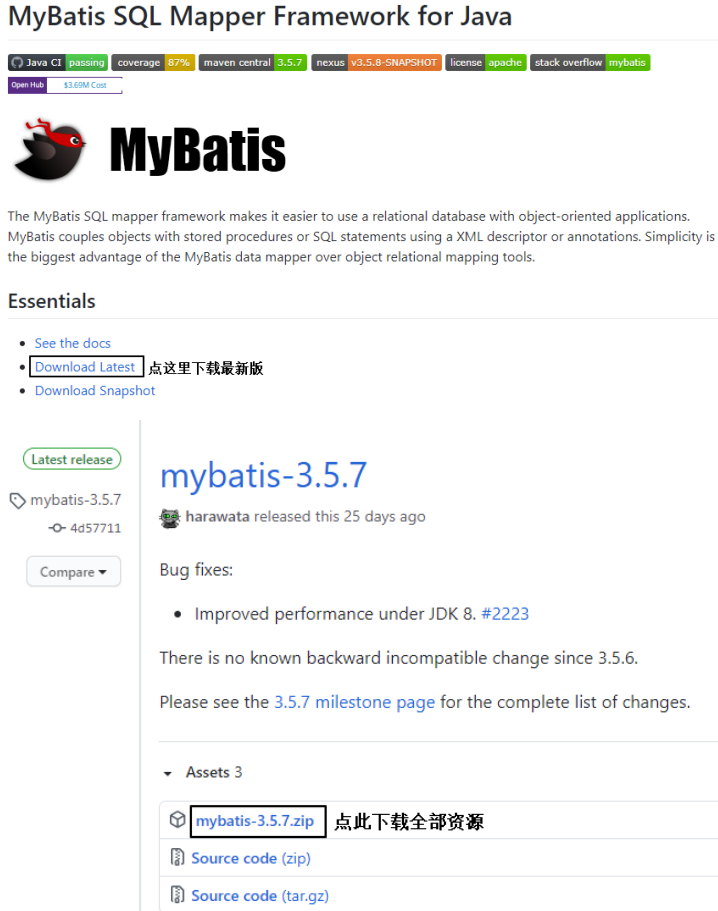 MyBatis SQL Mapper Framework for Java
Java CI passing coverage 87% maven central 3.5.7 nexus v3.5.8-SNAPSHOT license apache stack overflow mybatis
Open Hub $3.69M Cost
MyBatis
The MyBatis SQL mapper framework makes it easier to use a relational database with object-oriented applications.
MyBatis couples objects with stored procedures or SQL statements using a XML descriptor or annotations. Simplicity is
the biggest advantage of the MyBatis data mapper over object relational mapping tools.
Essentials
See the docs
Download Latest 点这里下载最新版
Download Snapshot
Latest release
mybatis-3.5.7
4d57711
Compare
mybatis-3.5.7
harawata released this 25 days ago
Bug fixes:
Improved performance under JDK 8. #2223
There is no known backward incompatible change since 3.5.6.
Please see the 3.5.7 milestone page for the complete list of changes.
Assets 3
mybatis-3.5.7.zip 点此下载全部资源
Source code (zip)
Source code (tar.gz)